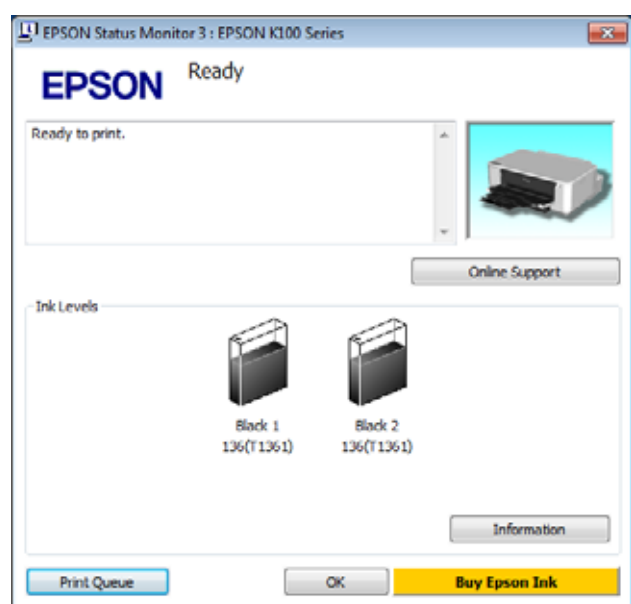 EPSON Status Monitor 3 : EPSON K100 Series
EPSON
Ready
Ready to print.
Online Support
Ink Levels
Black 1
136(T1361)
Black 2
136(T1361)
Information
Print Queue
OK
Buy Epson Ink